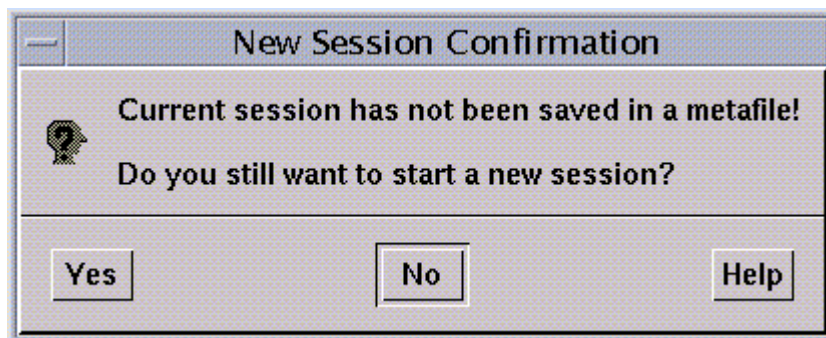 New Session Confirmation
Current session has not been saved in a metafile!
Do you still want to start a new session?
Yes No Help